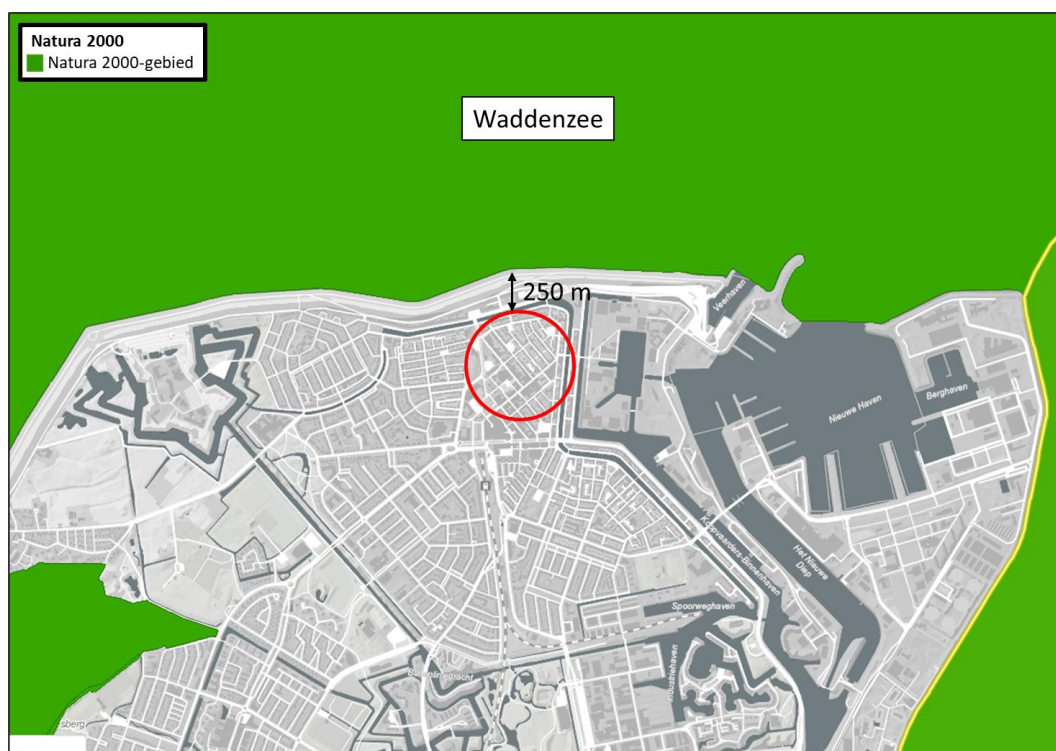 Natura 2000
Natura 2000-gebied
Waddenzee
250 m
Veerhaven
Nieuwe Haven
Berghaven
Koopvaarders-Binnenhaven
Het Nieuwe
Diep
Spoorweghaven